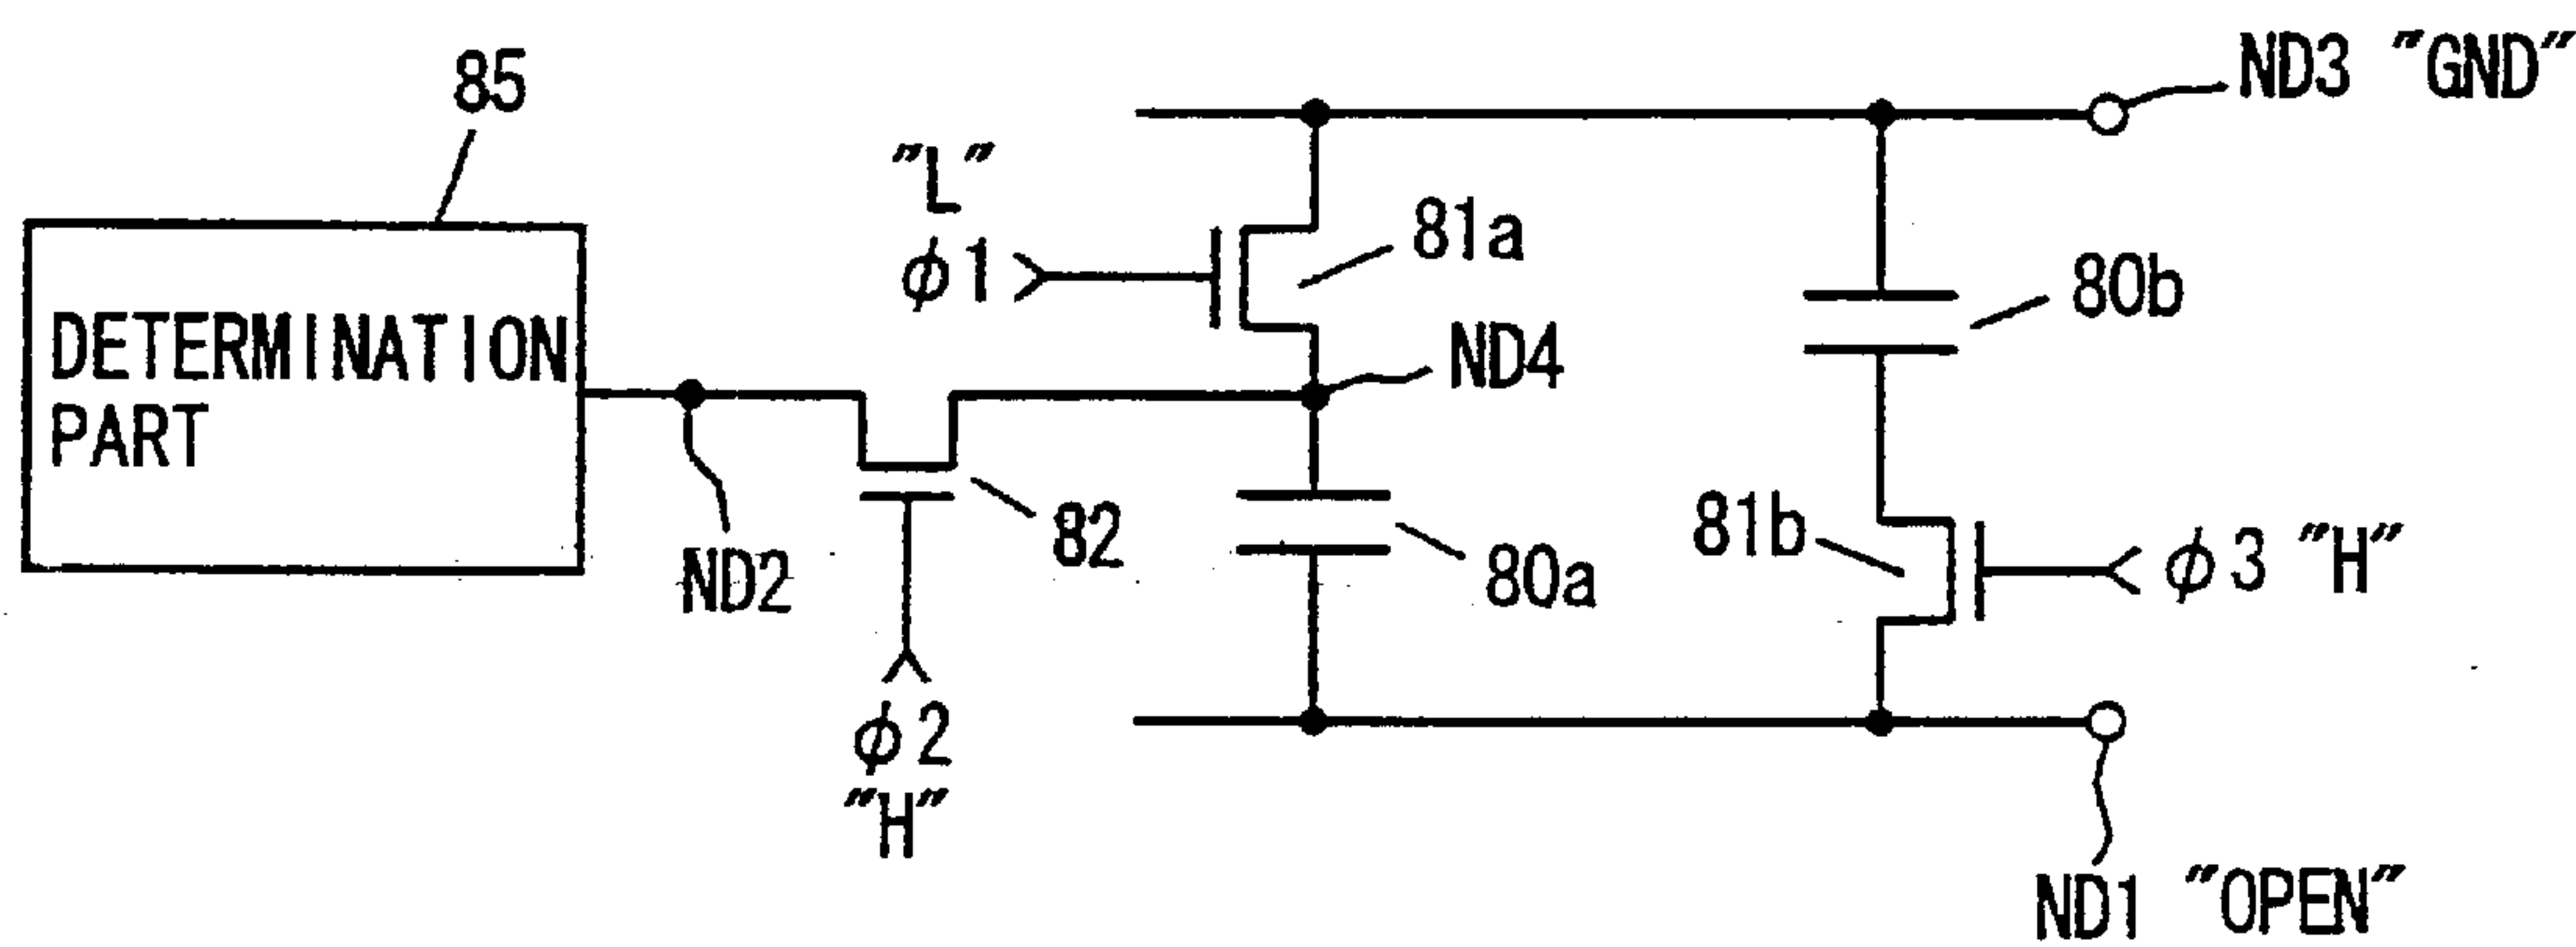 85
ND3 "GND"
"L"
φ1
81a
80b
DETERMINATION
PART
ND4
ND2
82
80a
81b
φ3 "H"
φ2
"H"
ND1 "OPEN"